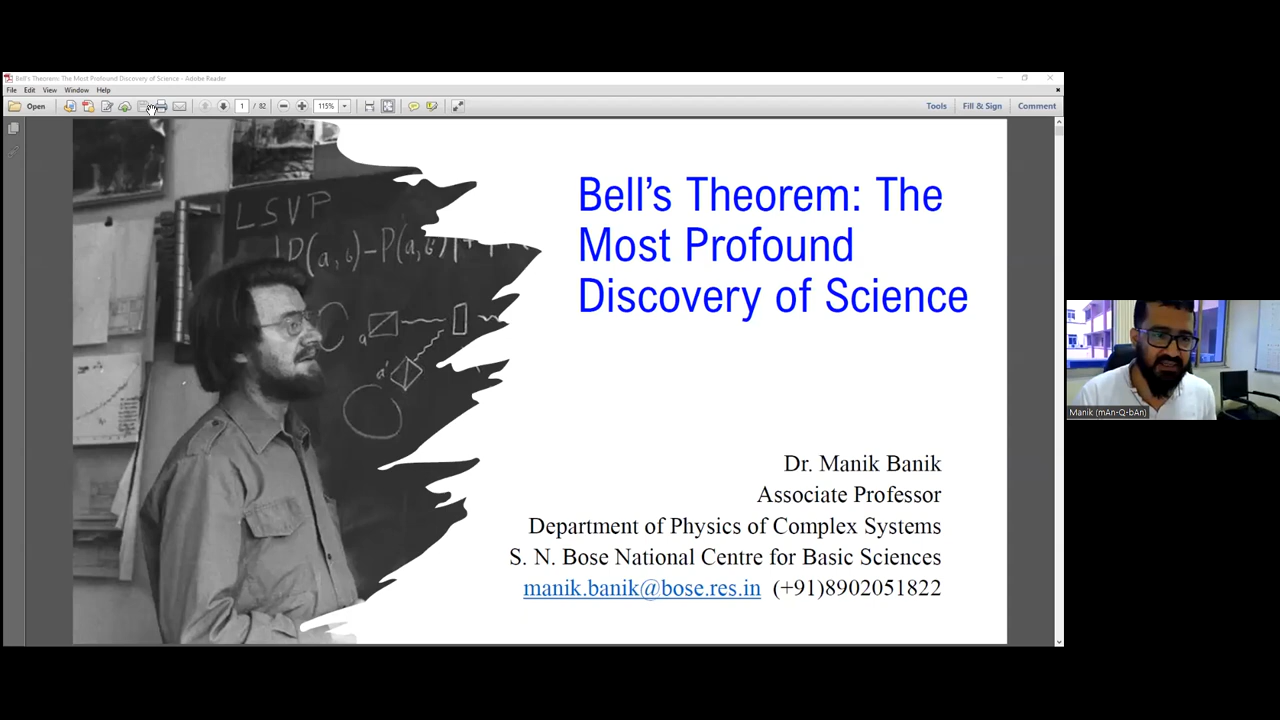 Bell's Theorem: The Most Profound Discovery of Science - Adobe Reader
File Edit View Window Help
Open 1 / 82 115% Tools Fill & Sign Comment
LSVP
|P(a,b)-P(a,b')|+
a
a'
Bell’s Theorem: The
Most Profound
Discovery of Science
Dr. Manik Banik
Associate Professor
Department of Physics of Complex Systems
S. N. Bose National Centre for Basic Sciences
manik.banik@bose.res.in (+91)8902051822
Manik (mAn-Q-bAn)